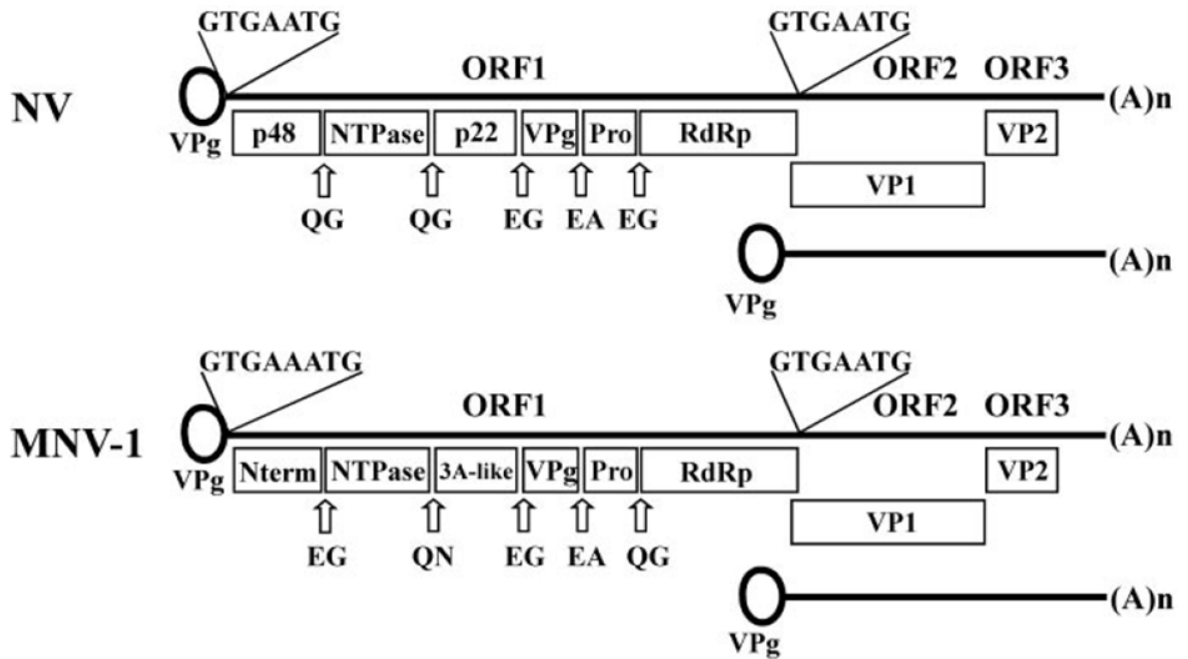 GTGAATG GTGAATG
ORF1 ORF2 ORF3
NV (A)n
VPg p48 NTPase p22 VPg Pro RdRp VP2
VP1
QG QG EG EA EG
(A)n
VPg
GTGAAATG GTGAATG
ORF1 ORF2 ORF3
MNV-1 (A)n
VPg Nterm NTPase 3A-like VPg Pro RdRp VP2
VP1
EG QN EG EA QG
(A)n
VPg